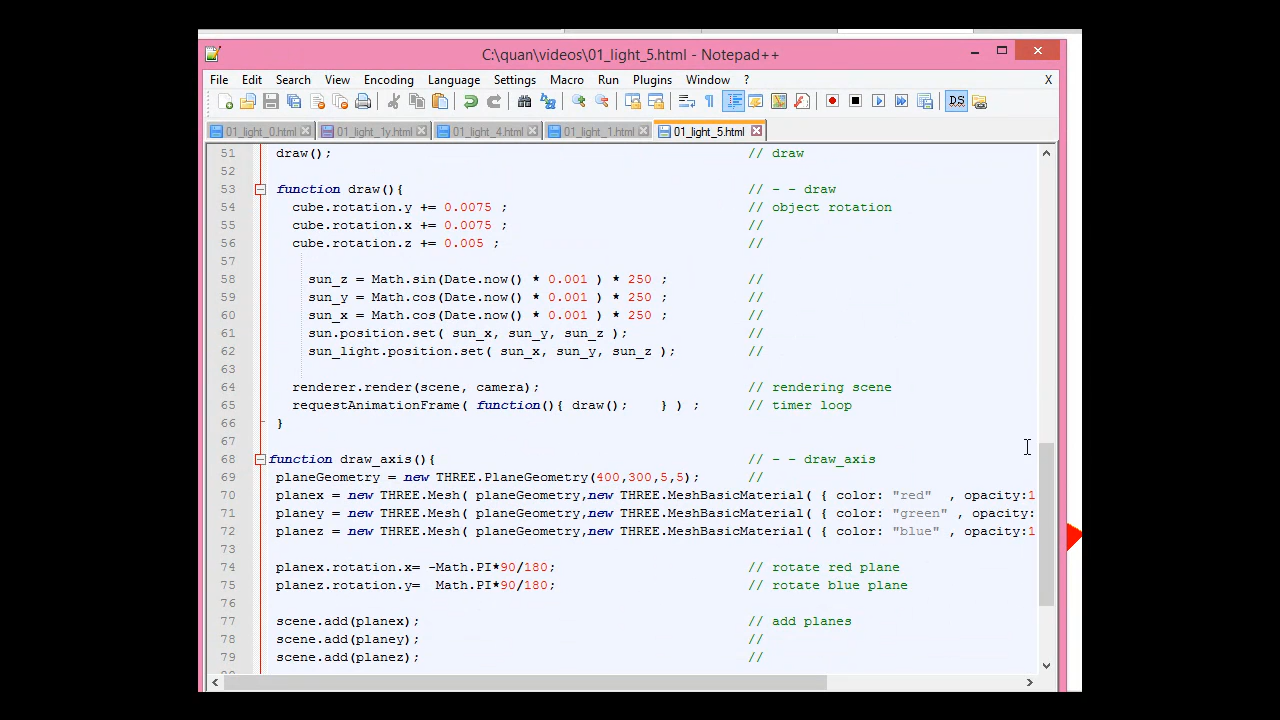 C:\quan\videos\01_light_5.html - Notepad++
File Edit Search View Encoding Language Settings Macro Run Plugins Window ? X
01_light_0.html 01_light_1y.html 01_light_4.html 01_light_1.html 01_light_5.html
51 draw(); // draw
52
53 function draw(){ // - - draw
54 cube.rotation.y += 0.0075 ; // object rotation
55 cube.rotation.x += 0.0075 ; //
56 cube.rotation.z += 0.005 ; //
57
58 sun_z = Math.sin(Date.now() * 0.001 ) * 250 ; //
59 sun_y = Math.cos(Date.now() * 0.001 ) * 250 ; //
60 sun_x = Math.cos(Date.now() * 0.001 ) * 250 ; //
61 sun.position.set( sun_x, sun_y, sun_z ); //
62 sun_light.position.set( sun_x, sun_y, sun_z ); //
63
64 renderer.render(scene, camera); // rendering scene
65 requestAnimationFrame( function(){ draw(); } ) ; // timer loop
66 }
67
68 function draw_axis(){ // - - draw_axis
69 planeGeometry = new THREE.PlaneGeometry(400,300,5,5); //
70 planex = new THREE.Mesh( planeGeometry,new THREE.MeshBasicMaterial( { color: "red" , opacity:1
71 planey = new THREE.Mesh( planeGeometry,new THREE.MeshBasicMaterial( { color: "green" , opacity:
72 planez = new THREE.Mesh( planeGeometry,new THREE.MeshBasicMaterial( { color: "blue" , opacity:1
73
74 planex.rotation.x= -Math.PI*90/180; // rotate red plane
75 planez.rotation.y= Math.PI*90/180; // rotate blue plane
76
77 scene.add(planex); // add planes
78 scene.add(planey); //
79 scene.add(planez); //